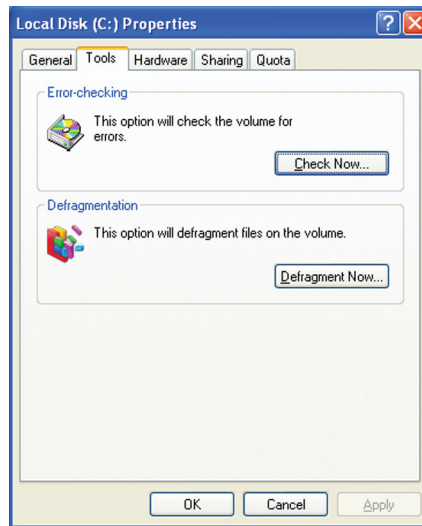 Local Disk (C:) Properties
?
General Tools Hardware Sharing Quota
Error-checking
This option will check the volume for
errors.
Check Now...
Defragmentation
This option will defragment files on the volume.
Defragment Now...
OK Cancel Apply